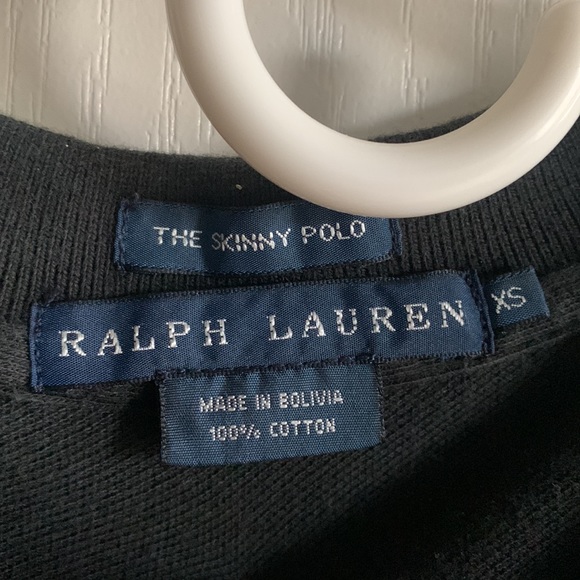 THE SKINNY POLO
RALPH LAUREN
XS
MADE IN BOLIVIA
100% COTTON